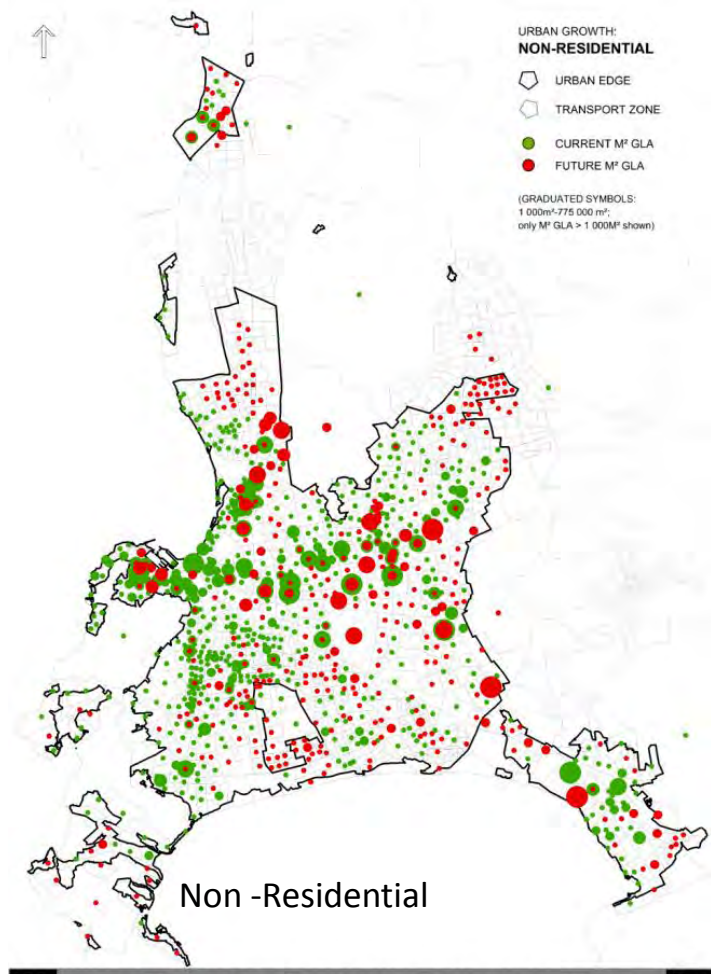 URBAN GROWTH:
NON-RESIDENTIAL
URBAN EDGE
TRANSPORT ZONE
CURRENT M² GLA
FUTURE M² GLA
(GRADUATED SYMBOLS:
1 000m²-775 000 m²;
only M² GLA > 1 000M² shown)
Non -Residential